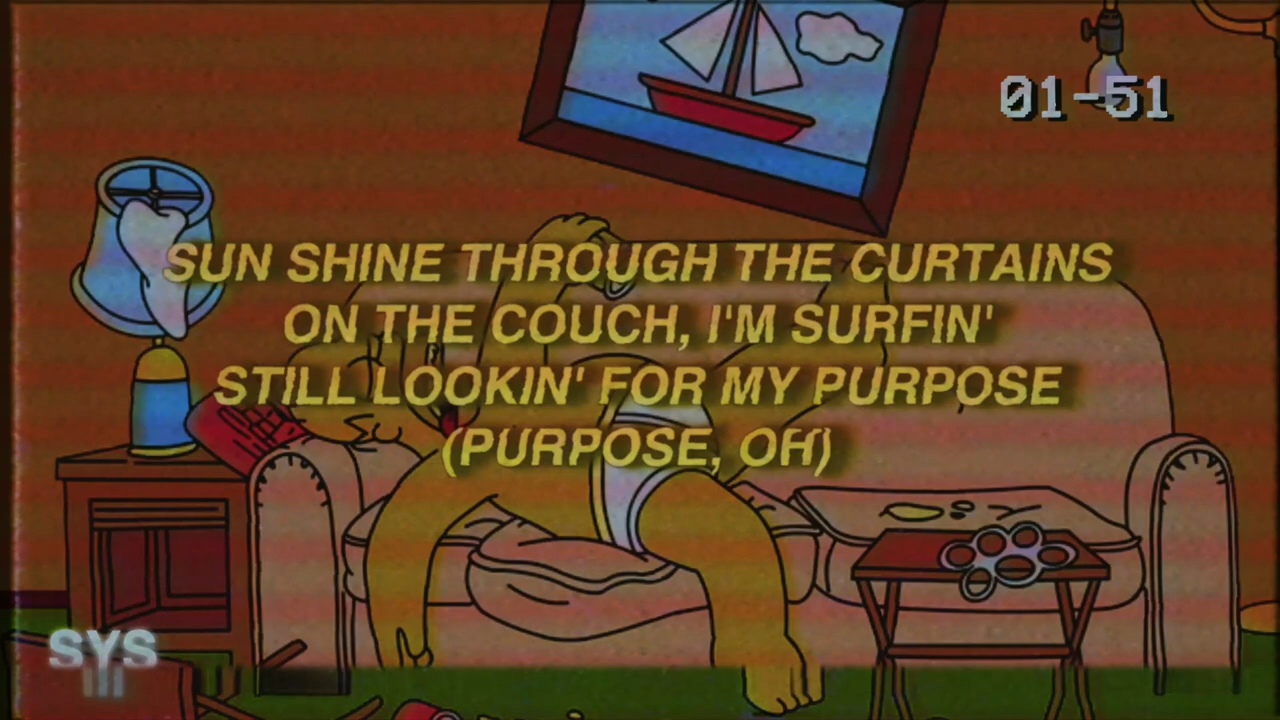 01-51
SUN SHINE THROUGH THE CURTAINS
ON THE COUCH, I'M SURFIN'
STILL LOOKIN' FOR MY PURPOSE
(PURPOSE, OH)
SYS